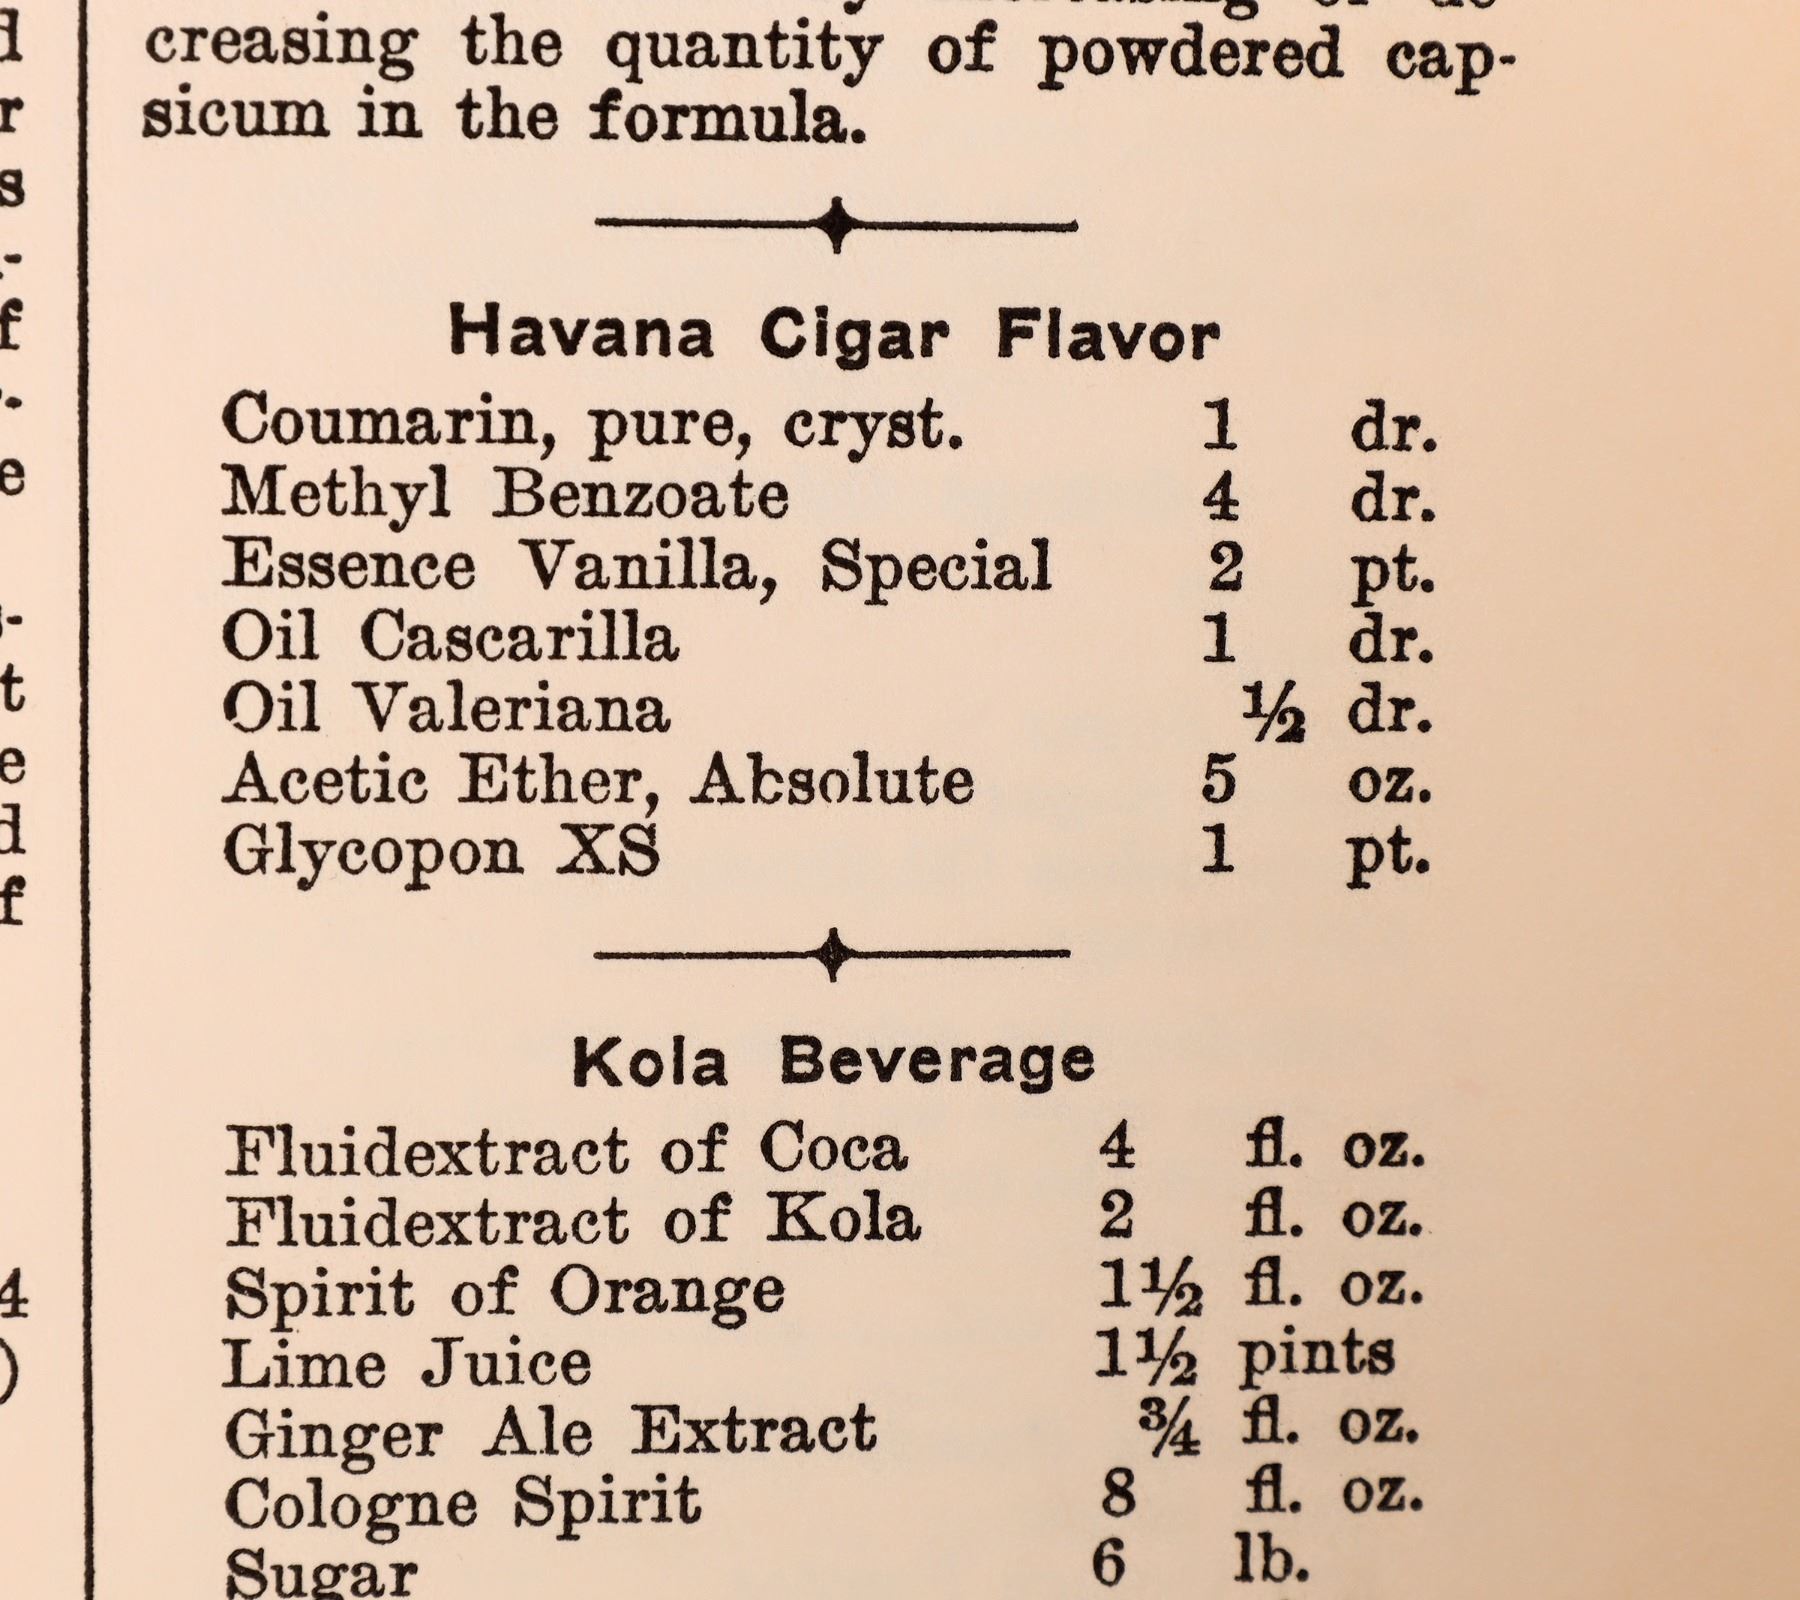 creasing the quantity of powdered cap-
sicum in the formula.
Havana Cigar Flavor
Coumarin, pure, cryst. 1 dr.
Methyl Benzoate 4 dr.
Essence Vanilla, Special 2 pt.
Oil Cascarilla 1 dr.
Oil Valeriana ½ dr.
Acetic Ether, Absolute 5 oz.
Glycopon XS 1 pt.
Kola Beverage
Fluidextract of Coca 4 fl. oz.
Fluidextract of Kola 2 fl. oz.
Spirit of Orange 1½ fl. oz.
Lime Juice 1½ pints
Ginger Ale Extract ¾ fl. oz.
Cologne Spirit 8 fl. oz.
Sugar 6 lb.